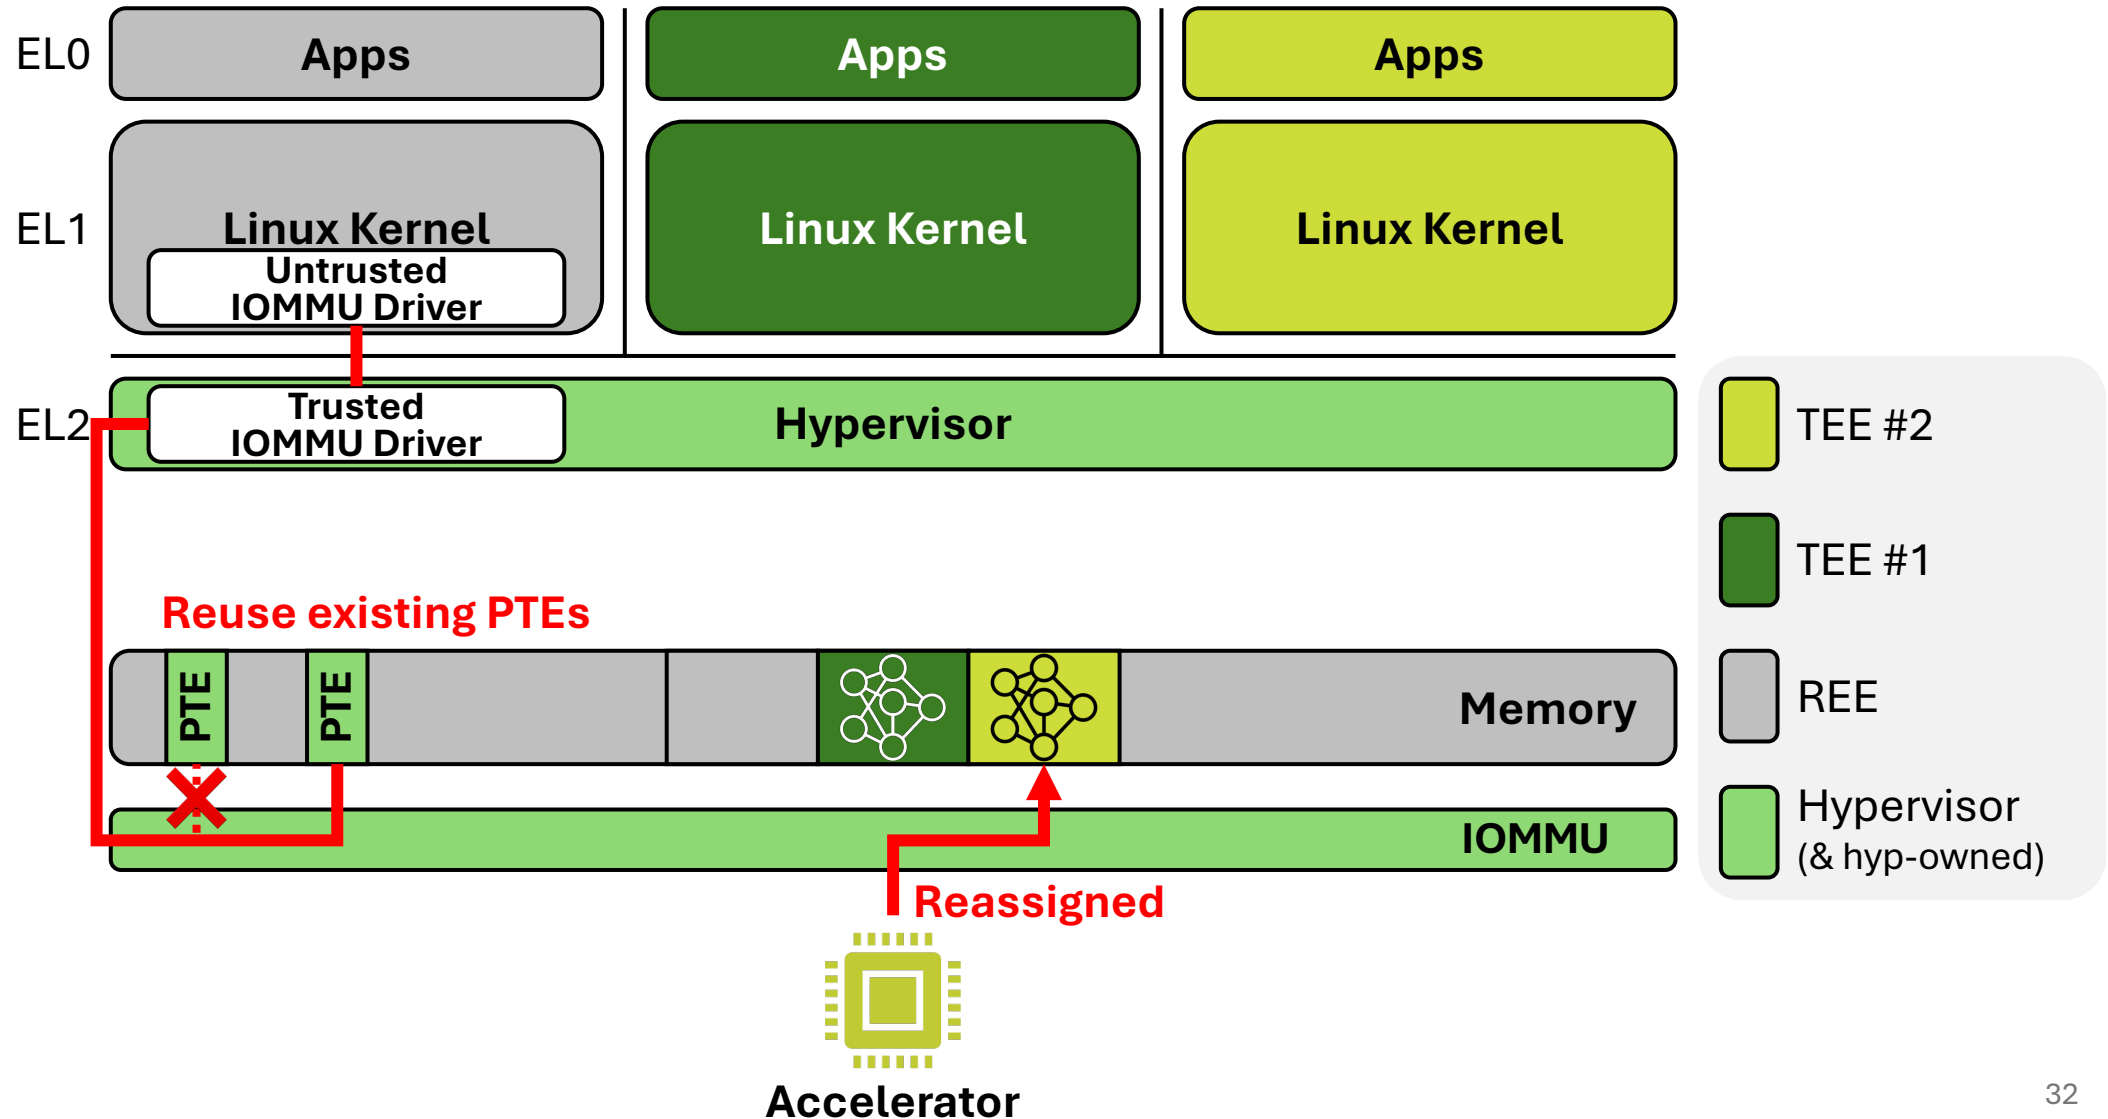 EL0
Apps
Apps
Apps
EL1
Linux Kernel
Untrusted
IOMMU Driver
Linux Kernel
Linux Kernel
EL2
Trusted
IOMMU Driver
Hypervisor
TEE #2
TEE #1
REE
Hypervisor
(& hyp-owned)
Reuse existing PTEs
PTE
PTE
Memory
IOMMU
Reassigned
Accelerator
32